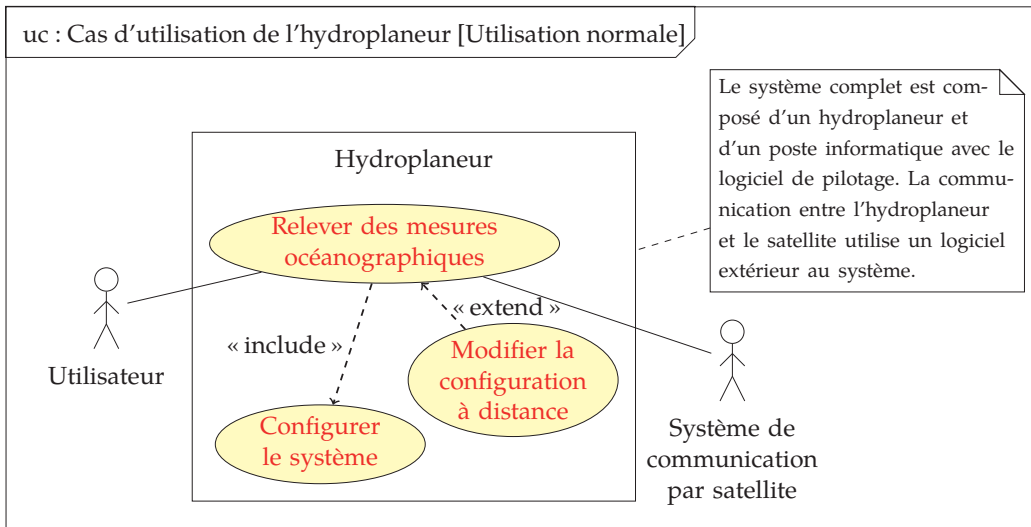 uc : Cas d'utilisation de l'hydroplaneur [Utilisation normale]
Le système complet est com-
posé d'un hydroplaneur et
d'un poste informatique avec le
logiciel de pilotage. La commu-
nication entre l'hydroplaneur
et le satellite utilise un logiciel
extérieur au système.
Hydroplaneur
Relever des mesures
océanographiques
« extend »
« include »
Utilisateur
Modifier la
configuration
à distance
Configurer
le système
Système de
communication
par satellite